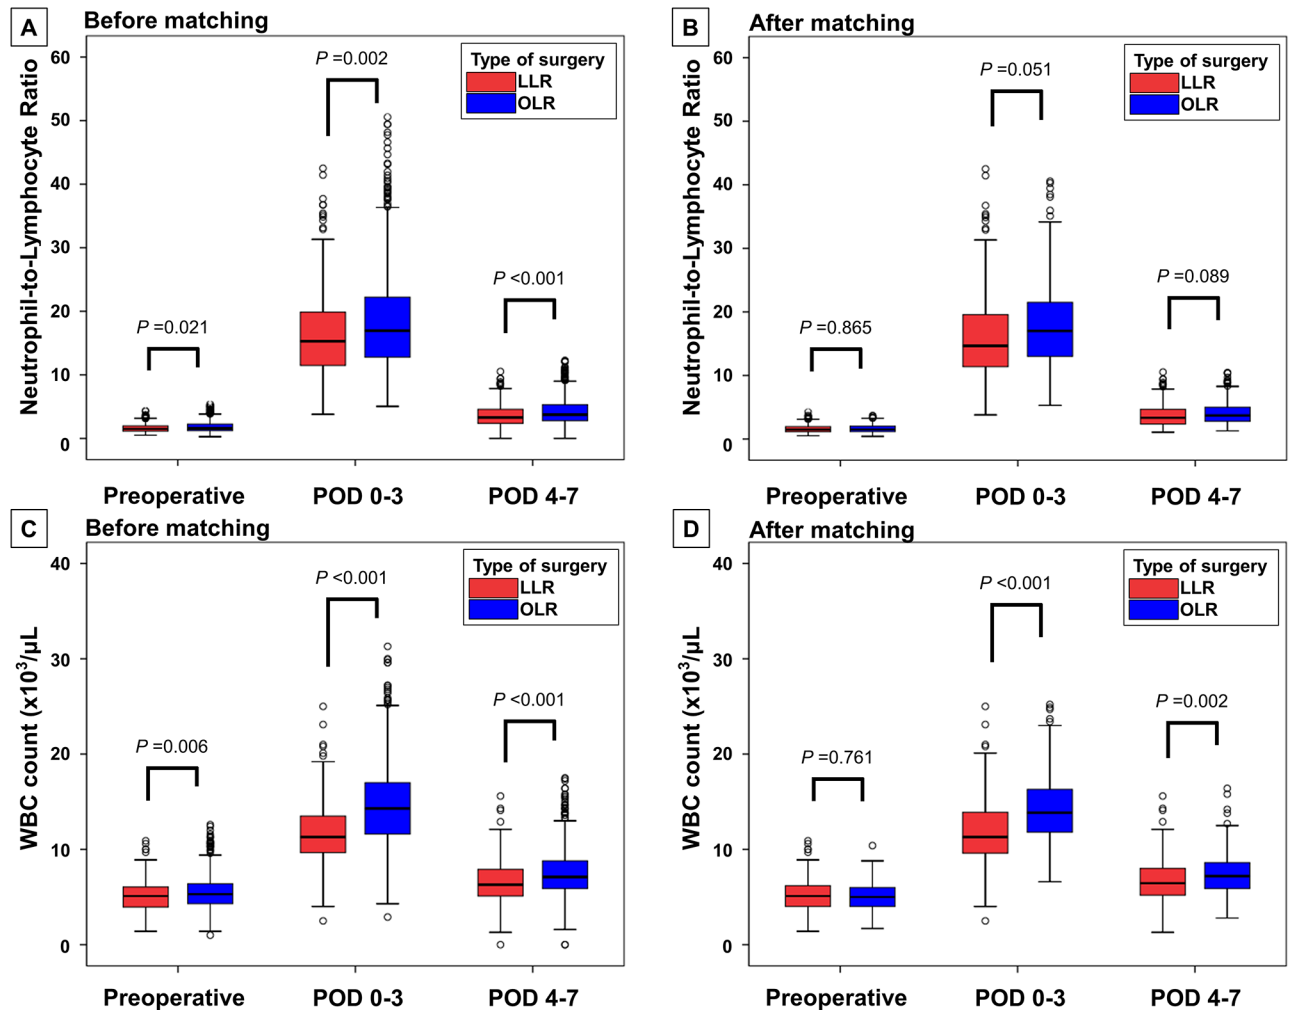 A
Before matching
Neutrophil-to-Lymphocyte Ratio
60
50
40
30
20
10
0
P =0.021
P =0.002
P <0.001
Type of surgery
LLR
OLR
Preoperative
POD 0-3
POD 4-7
B
After matching
Neutrophil-to-Lymphocyte Ratio
60
50
40
30
20
10
0
P =0.865
P =0.051
P =0.089
Type of surgery
LLR
OLR
Preoperative
POD 0-3
POD 4-7
C
Before matching
WBC count (x10³/μL
40
30
20
10
0
P =0.006
P <0.001
P <0.001
Type of surgery
LLR
OLR
Preoperative
POD 0-3
POD 4-7
D
After matching
WBC count (x10³/μL
40
30
20
10
0
P =0.761
P <0.001
P =0.002
Type of surgery
LLR
OLR
Preoperative
POD 0-3
POD 4-7